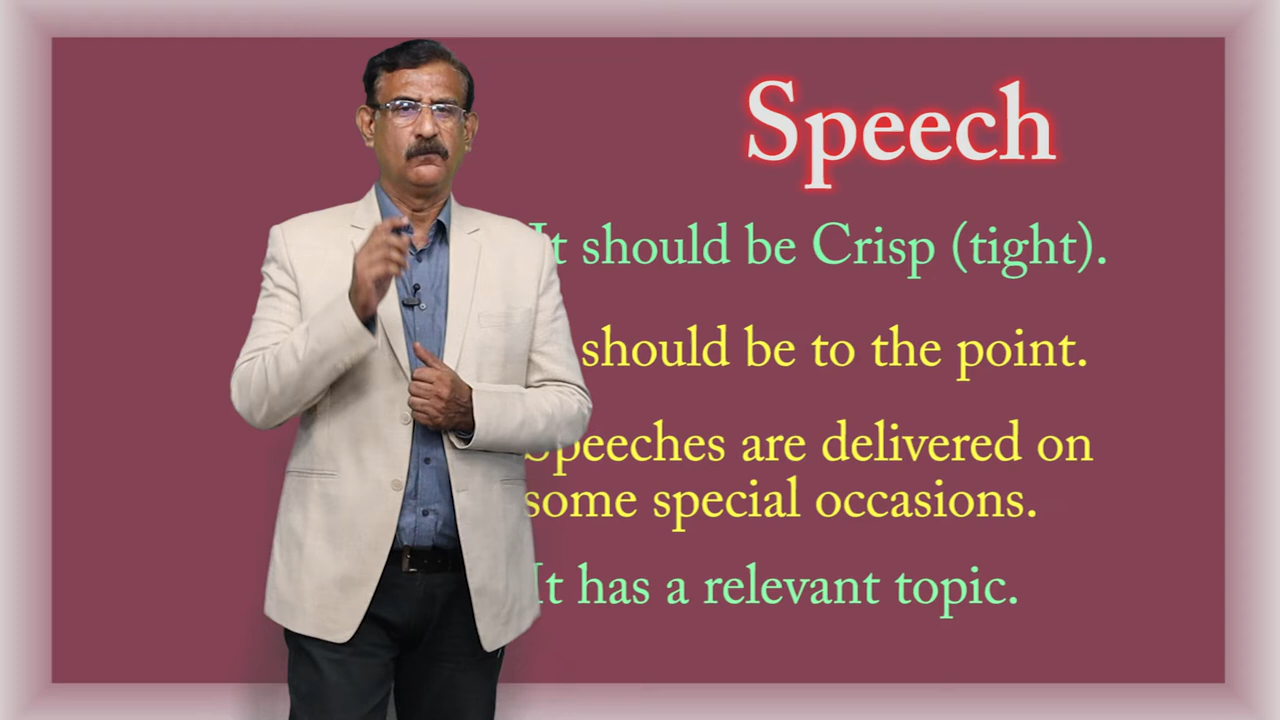 Speech
It should be Crisp (tight).
should be to the point.
Speeches are delivered on
some special occasions.
It has a relevant topic.